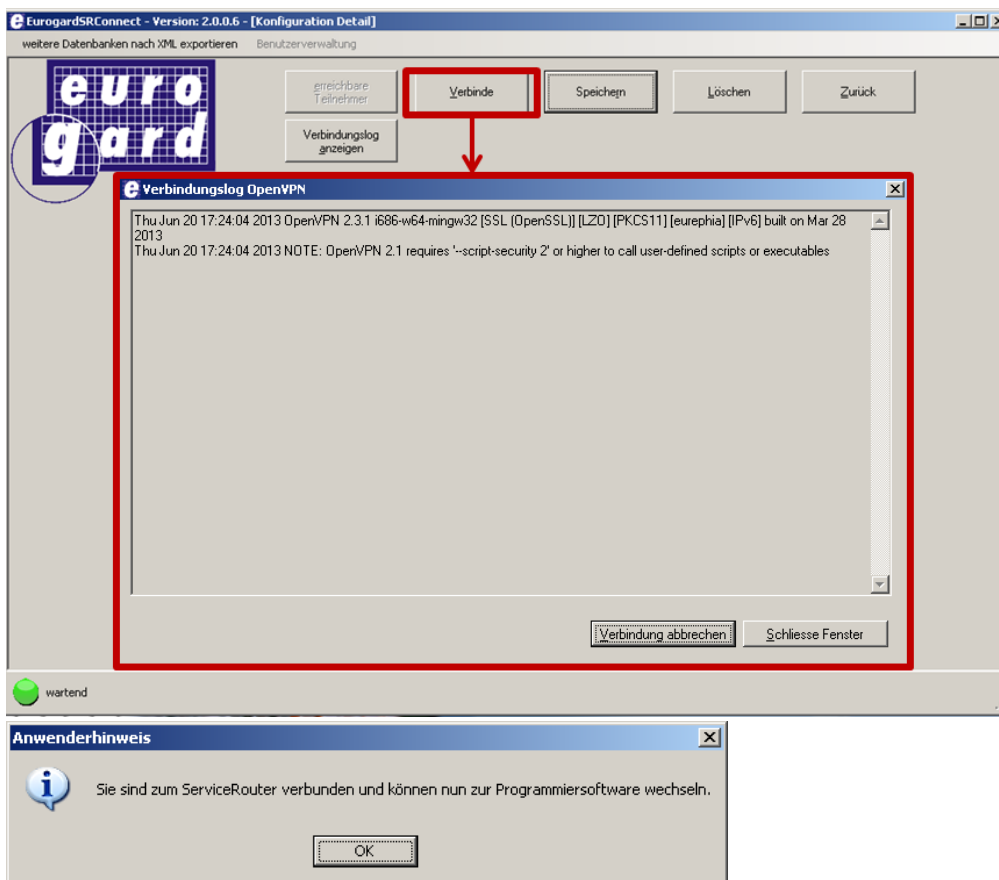 EurogardSRConnect - Version: 2.0.0.6 - [Konfiguration Detail]
weitere Datenbanken nach XML exportieren Benutzerverwaltung
euro
gard
erreichbare
Teilnehmer
Verbinde
Speichern
Löschen
Zurück
Verbindungslog
anzeigen
Verbindungslog OpenVPN
Thu Jun 20 17:24:04 2013 OpenVPN 2.3.1 i686-w64-mingw32 [SSL (OpenSSL)] [LZO] [PKCS11] [eurephia] [IPv6] built on Mar 28
2013
Thu Jun 20 17:24:04 2013 NOTE: OpenVPN 2.1 requires '--script-security 2' or higher to call user-defined scripts or executables
Verbindung abbrechen
Schliesse Fenster
wartend
Anwenderhinweis
Sie sind zum ServiceRouter verbunden und können nun zur Programmiersoftware wechseln.
OK